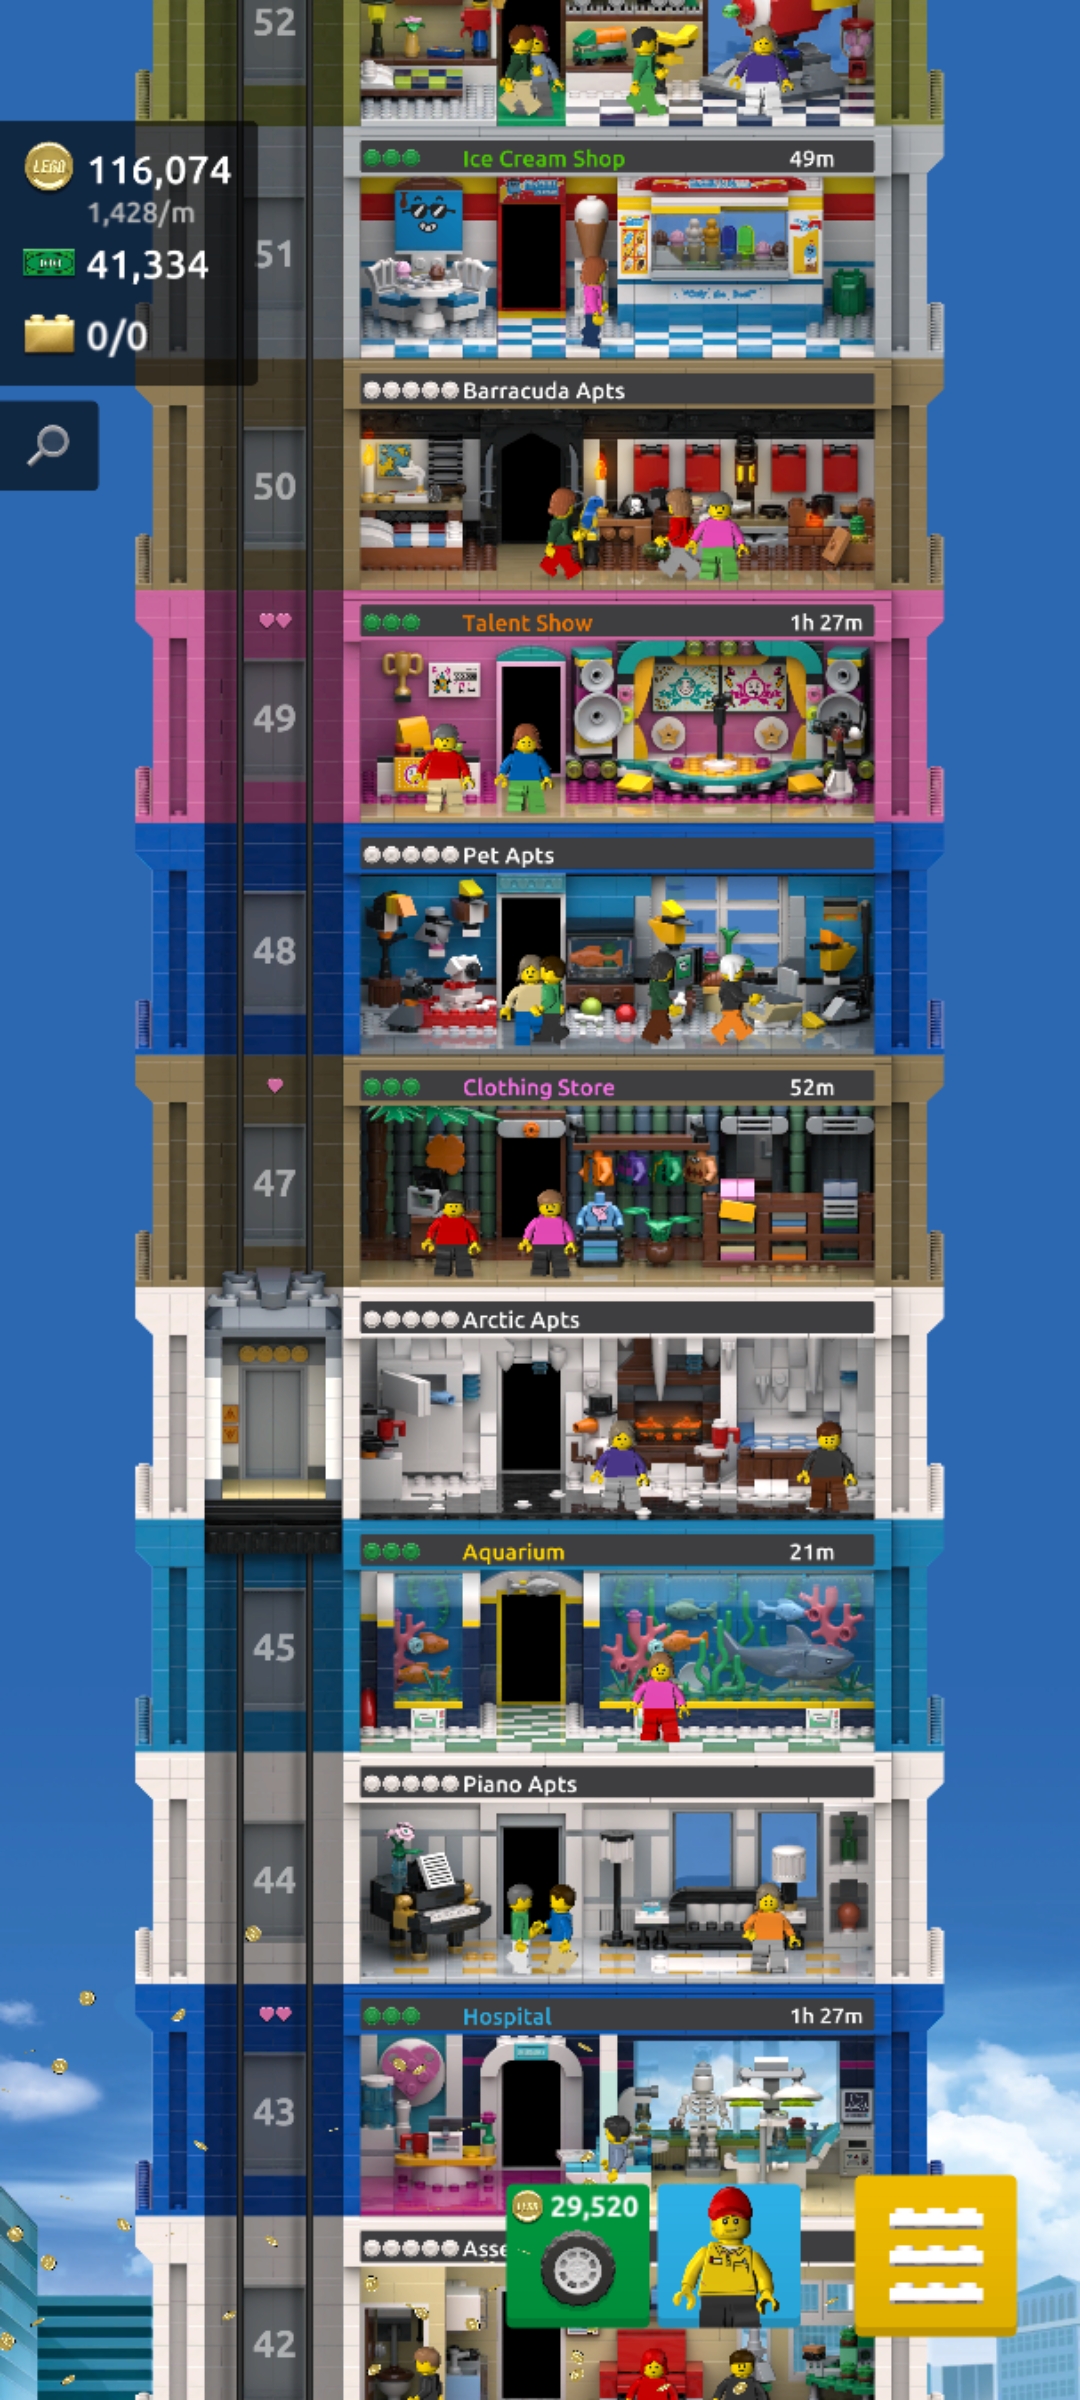 52
LEGO 116,074
1,428/m
41,334
0/0
Ice Cream Shop 49m
51
Barracuda Apts
50
Talent Show 1h 27m
49
Pet Apts
48
Clothing Store 52m
47
Arctic Apts
Aquarium 21m
45
Piano Apts
44
Hospital 1h 27m
43
29,520
Asse
42